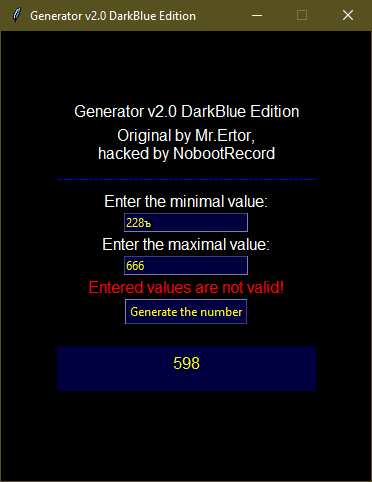 Generator v2.0 DarkBlue Edition
Generator v2.0 DarkBlue Edition
Original by Mr.Ertor,
hacked by NobootRecord
Enter the minimal value:
228ъ
Enter the maximal value:
666
Entered values are not valid!
Generate the number
598